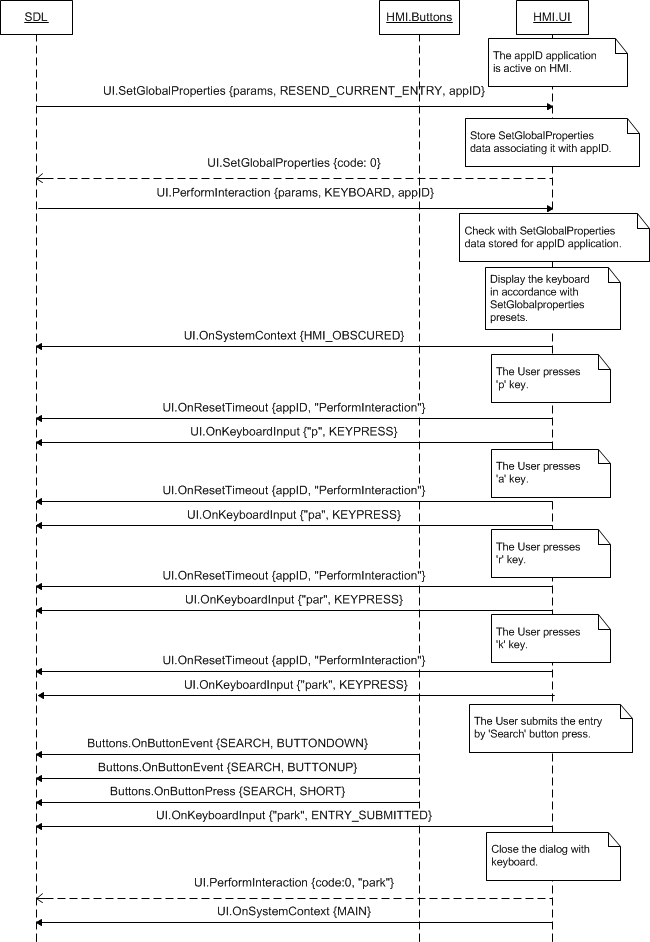 SDL
HMI.Buttons
HMI.UI
The appID application
is active on HMI.
UI.SetGlobalProperties {params, RESEND_CURRENT_ENTRY, appID}
Store SetGlobalProperties
data associating it with appID.
UI.SetGlobalProperties {code: 0}
UI.PerformInteraction {params, KEYBOARD, appID}
Check with SetGlobalProperties
data stored for appID application.
Display the keyboard
in accordance with
SetGlobalproperties
presets.
UI.OnSystemContext {HMI_OBSCURED}
The User presses
'p' key.
UI.OnResetTimeout {appID, "PerformInteraction"}
UI.OnKeyboardInput {"p", KEYPRESS}
The User presses
'a' key.
UI.OnResetTimeout {appID, "PerformInteraction"}
UI.OnKeyboardInput {"pa", KEYPRESS}
The User presses
'r' key.
UI.OnResetTimeout {appID, "PerformInteraction"}
UI.OnKeyboardInput {"par", KEYPRESS}
The User presses
'k' key.
UI.OnResetTimeout {appID, "PerformInteraction"}
UI.OnKeyboardInput {"park", KEYPRESS}
The User submits the entry
by 'Search' button press.
Buttons.OnButtonEvent {SEARCH, BUTTONDOWN}
Buttons.OnButtonEvent {SEARCH, BUTTONUP}
Buttons.OnButtonPress {SEARCH, SHORT}
UI.OnKeyboardInput {"park", ENTRY_SUBMITTED}
Close the dialog with
keyboard.
UI.PerformInteraction {code:0, "park"}
UI.OnSystemContext {MAIN}